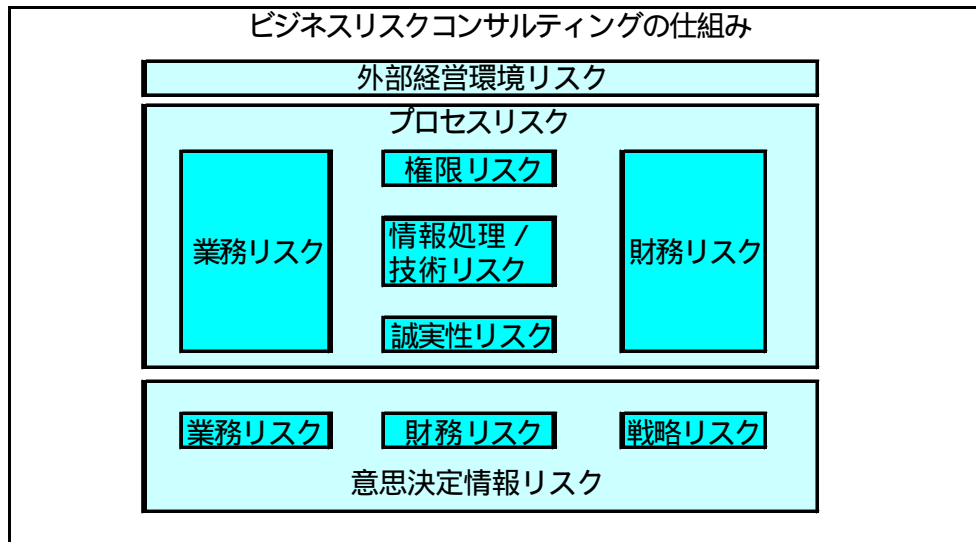 ビジネスリスクコンサルティングの仕組み
外部経営環境リスク
プロセスリスク
業務リスク
権限リスク
情報処理/
技術リスク
誠実性リスク
財務リスク
業務リスク
財務リスク
戦略リスク
意思決定情報リスク